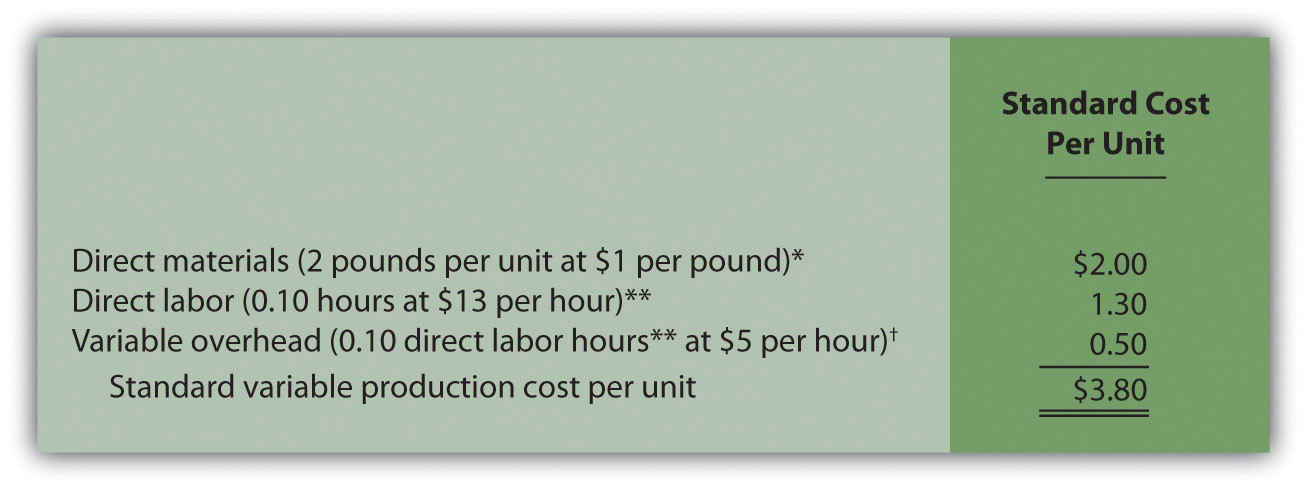 Standard Cost
Per Unit
Direct materials (2 pounds per unit at $1 per pound)* $2.00
Direct labor (0.10 hours at $13 per hour)** 1.30
Variable overhead (0.10 direct labor hours** at $5 per hour)† 0.50
Standard variable production cost per unit $3.80